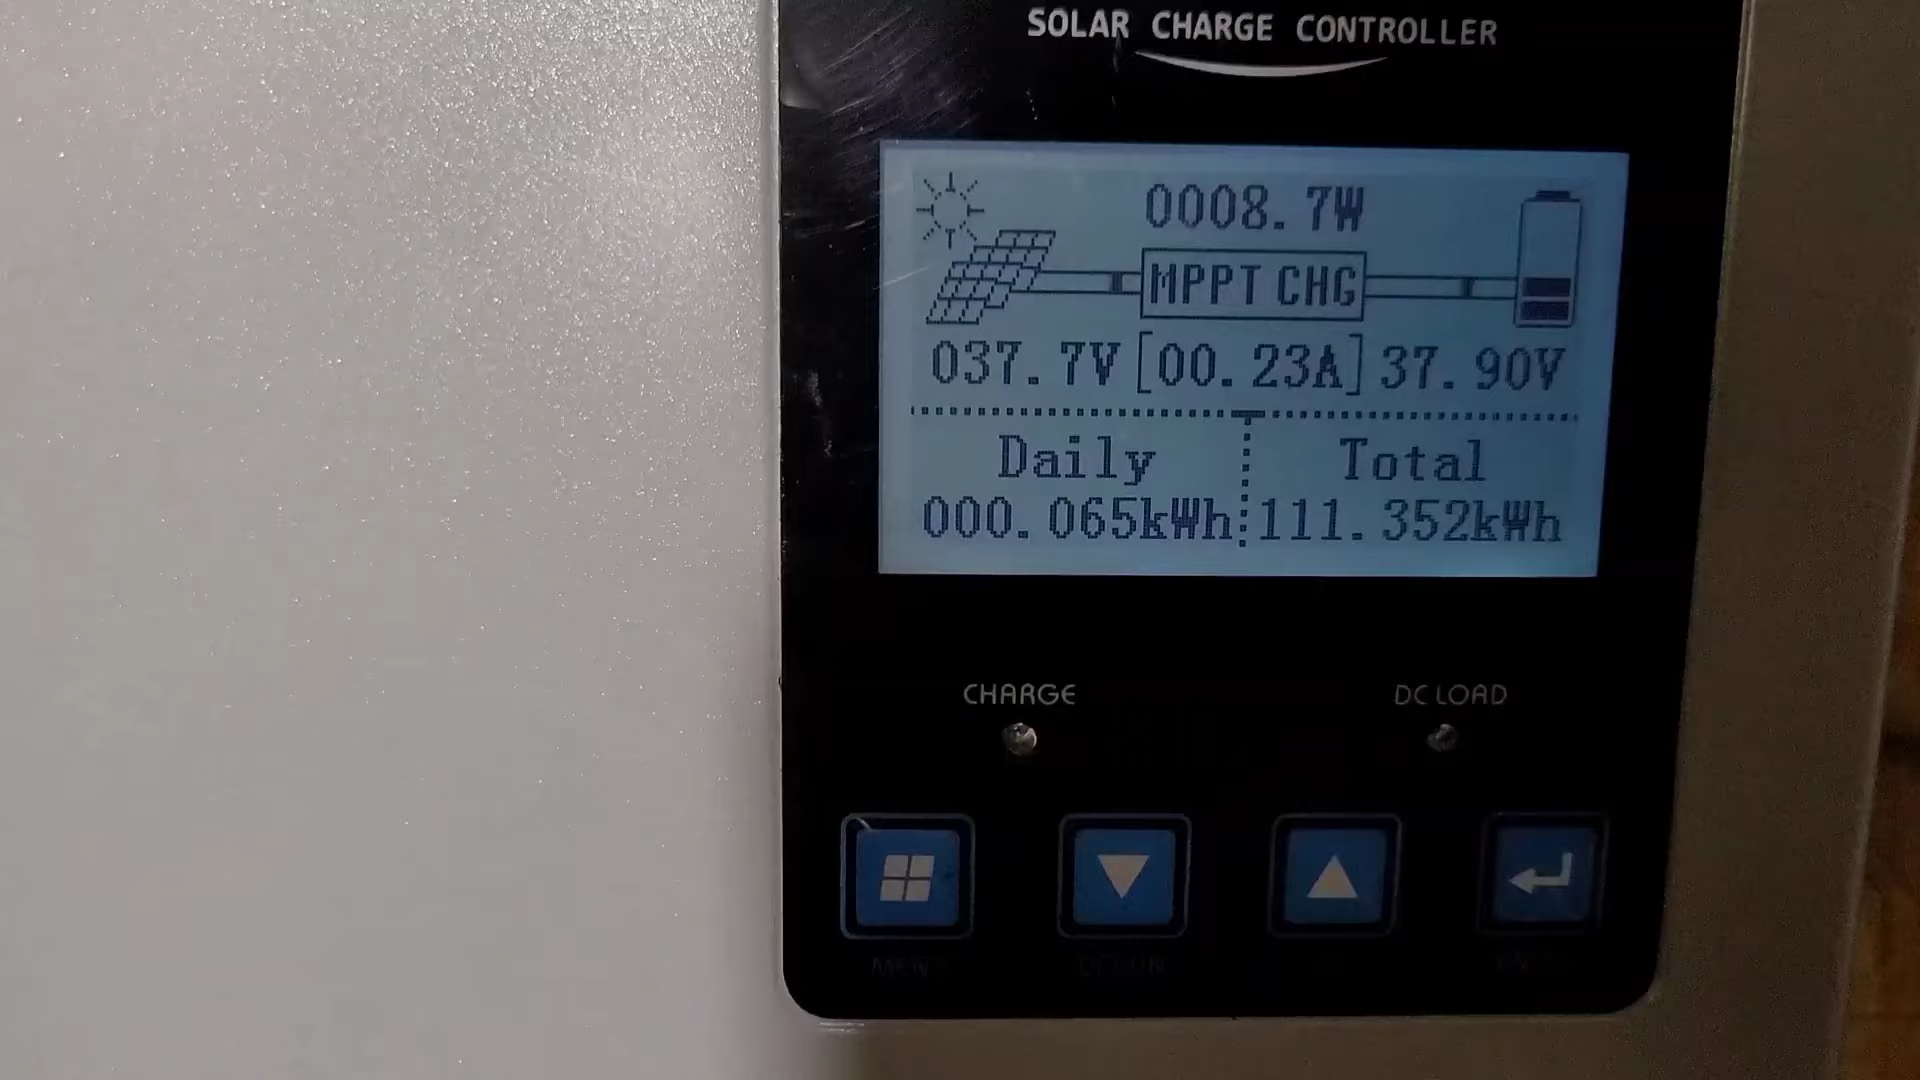 SOLAR CHARGE CONTROLLER
0008.7W
MPPT CHG
037.7V [00.23A] 37.90V
Daily Total
000.065kWh 111.352kWh
CHARGE DC LOAD